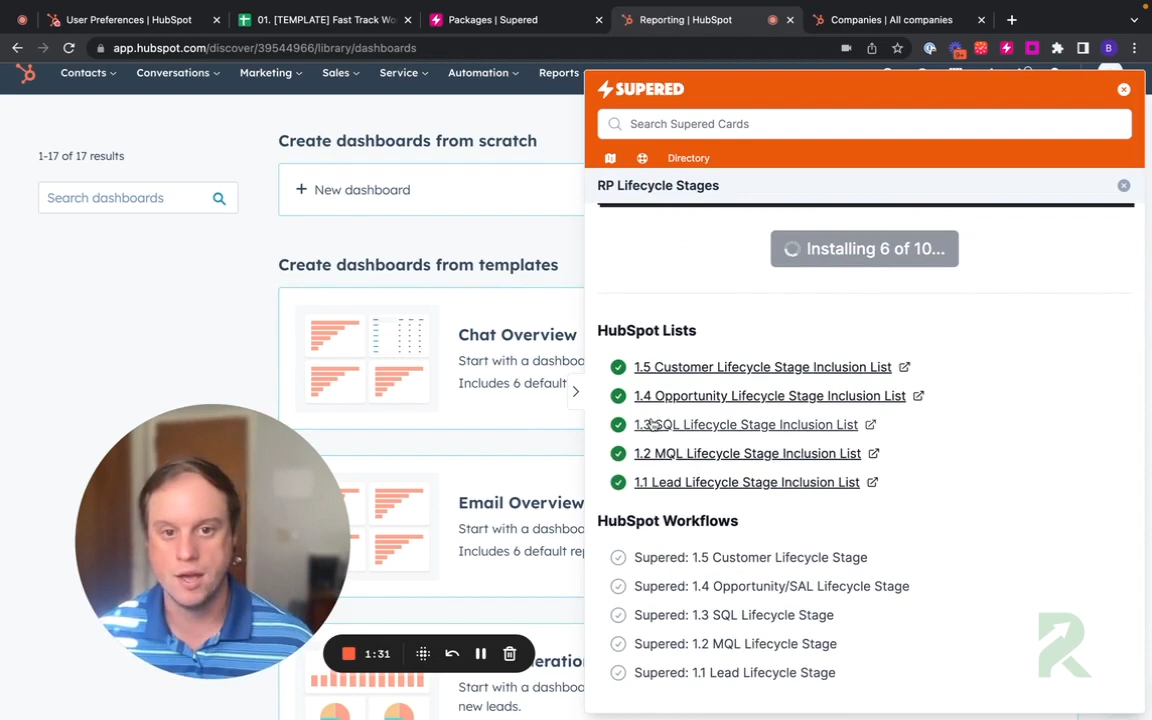 User Preferences | HubSpot
01. [TEMPLATE] Fast Track Wo
Packages | Supered
Reporting | HubSpot
Companies | All companies
app.hubspot.com/discover/39544966/library/dashboards
9+
B
Contacts
Conversations
Marketing
Sales
Service
Automation
Reports
SUPERED
Search Supered Cards
Directory
RP Lifecycle Stages
Installing 6 of 10...
HubSpot Lists
1.5 Customer Lifecycle Stage Inclusion List
1.4 Opportunity Lifecycle Stage Inclusion List
1.3 SQL Lifecycle Stage Inclusion List
1.2 MQL Lifecycle Stage Inclusion List
1.1 Lead Lifecycle Stage Inclusion List
HubSpot Workflows
Supered: 1.5 Customer Lifecycle Stage
Supered: 1.4 Opportunity/SAL Lifecycle Stage
Supered: 1.3 SQL Lifecycle Stage
Supered: 1.2 MQL Lifecycle Stage
Supered: 1.1 Lead Lifecycle Stage
1-17 of 17 results
Search dashboards
Create dashboards from scratch
+ New dashboard
Create dashboards from templates
Chat Overview
Start with a dashbo
Includes 6 default
Email Overview
Start with a dashboa
Includes 6 default rep
eneration
Start with a dashboa
new leads.
1:31
R